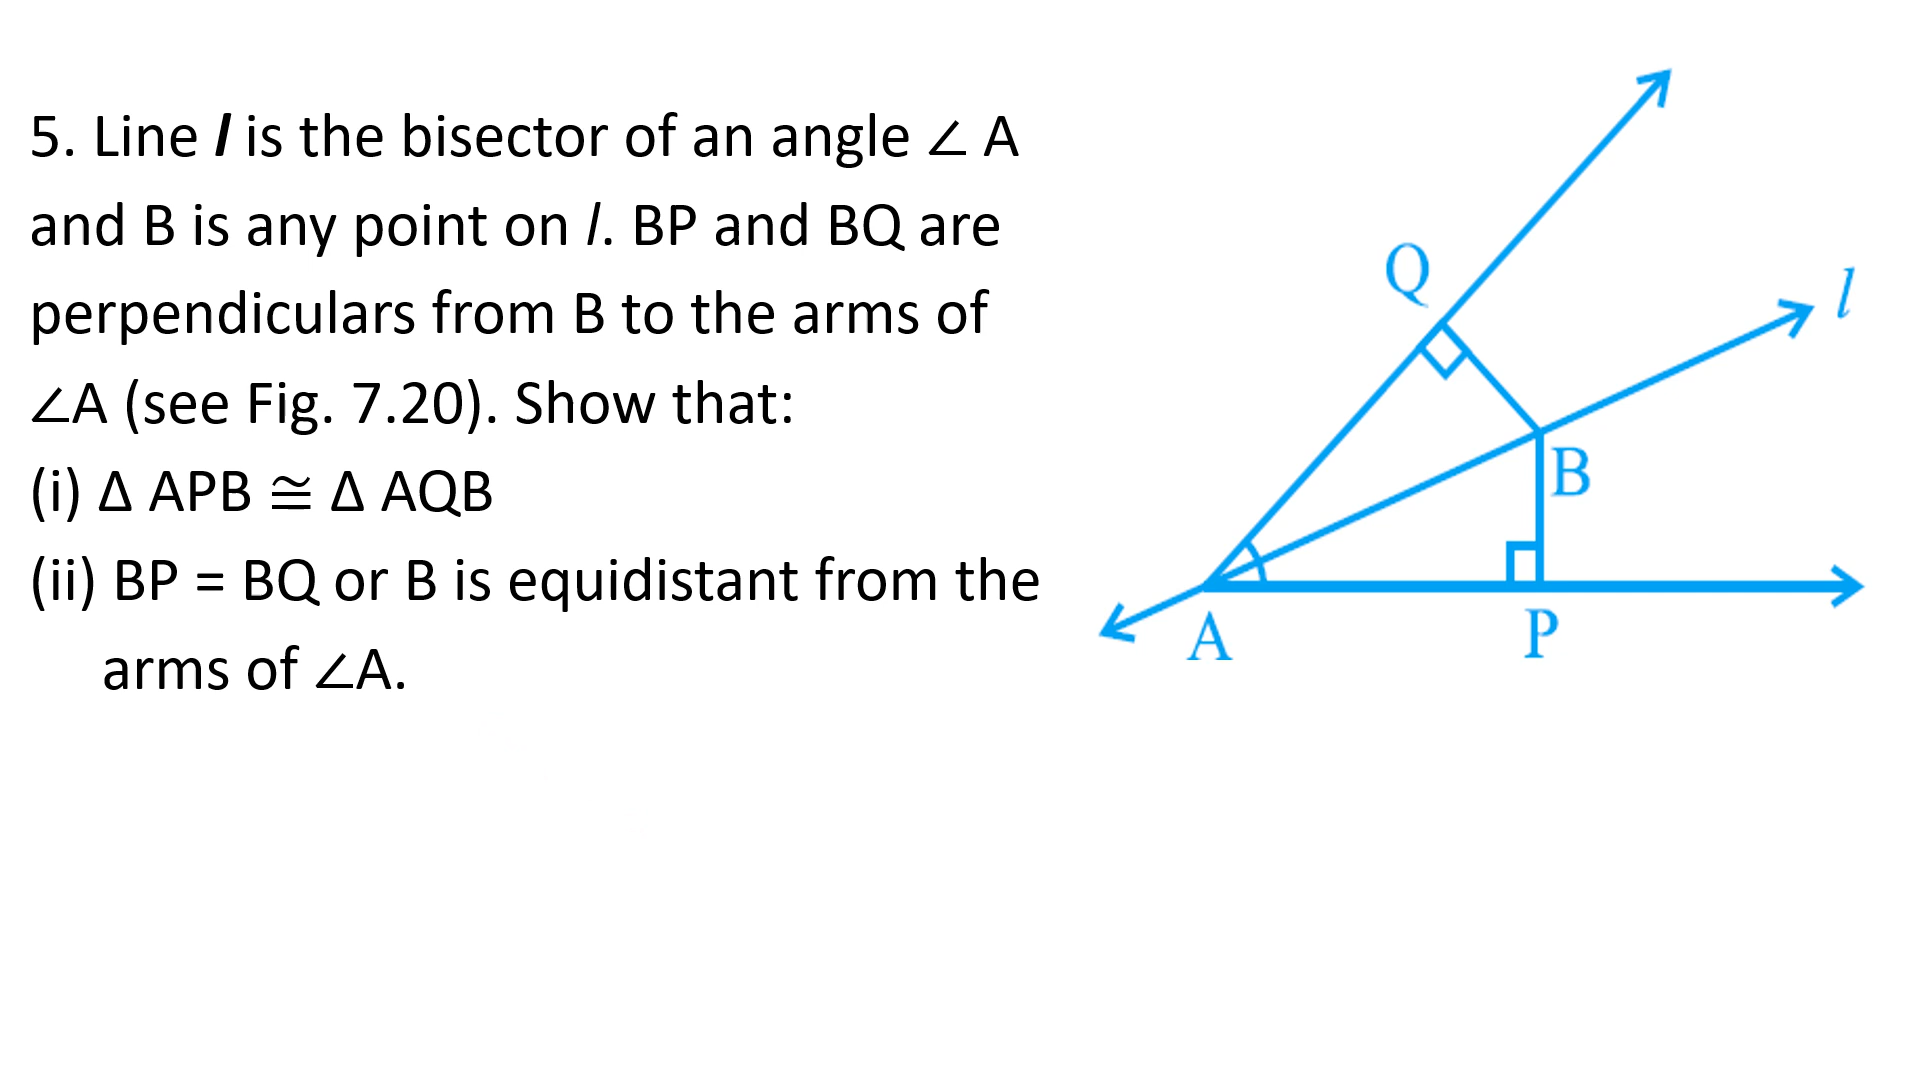 5. Line l is the bisector of an angle ∠ A
and B is any point on l. BP and BQ are
perpendiculars from B to the arms of
∠A (see Fig. 7.20). Show that:
(i) Δ APB ≅ Δ AQB
(ii) BP = BQ or B is equidistant from the
arms of ∠A.
Q
l
B
A
P